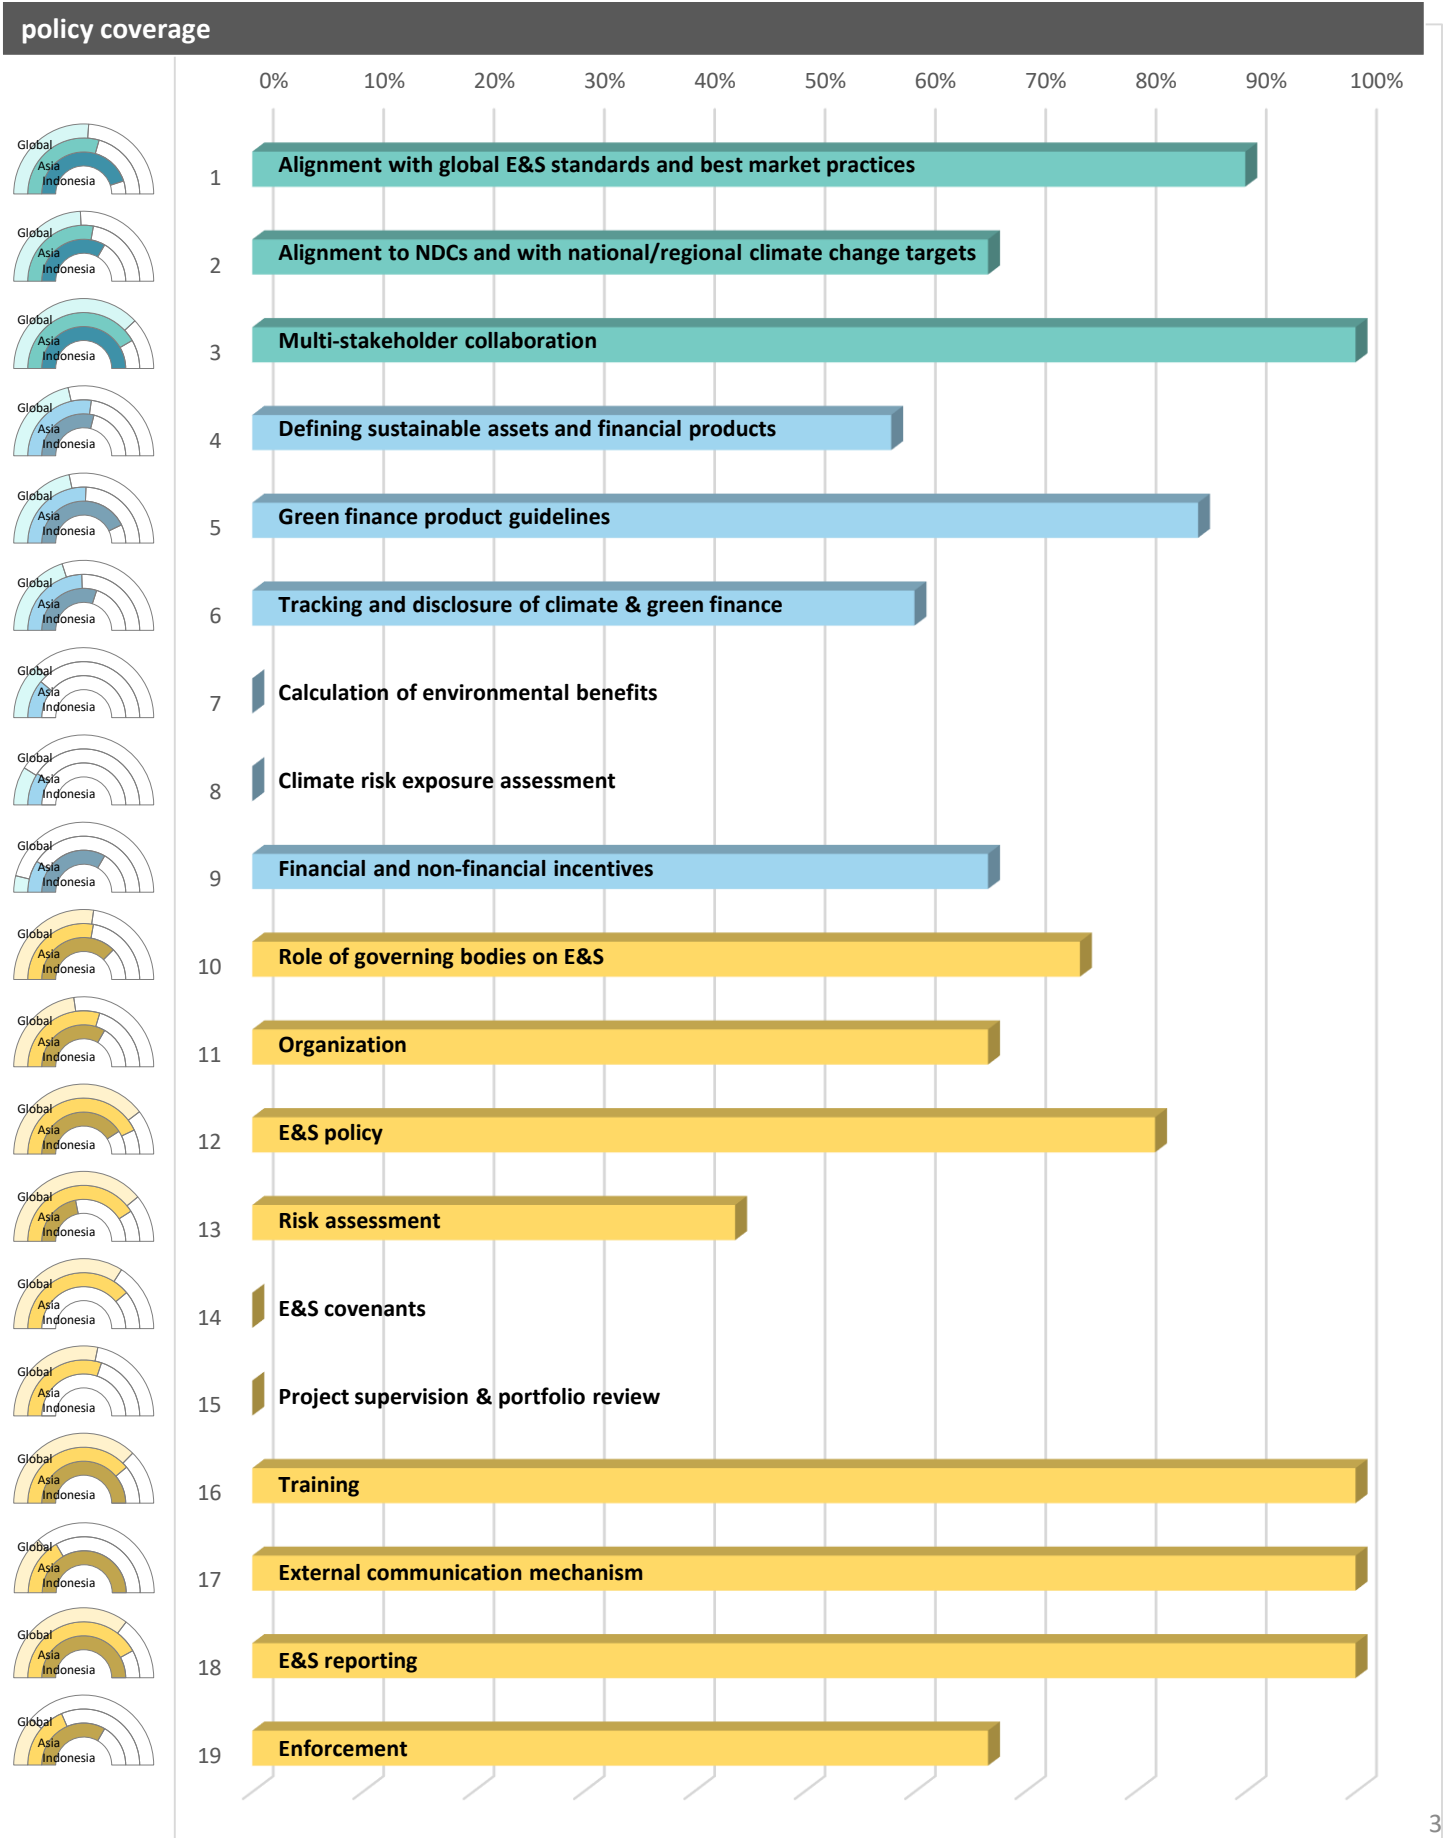 policy coverage
0% 10% 20% 30% 40% 50% 60% 70% 80% 90% 100%
Global
Asia
Indonesia
1
Alignment with global E&S standards and best market practices
Global
Asia
Indonesia
2
Alignment to NDCs and with national/regional climate change targets
Global
Asia
Indonesia
3
Multi-stakeholder collaboration
Global
Asia
Indonesia
4
Defining sustainable assets and financial products
Global
Asia
Indonesia
5
Green finance product guidelines
Global
Asia
Indonesia
6
Tracking and disclosure of climate & green finance
Global
Asia
Indonesia
7
Calculation of environmental benefits
Global
Asia
Indonesia
8
Climate risk exposure assessment
Global
Asia
Indonesia
9
Financial and non-financial incentives
Global
Asia
Indonesia
10
Role of governing bodies on E&S
Global
Asia
Indonesia
11
Organization
Global
Asia
Indonesia
12
E&S policy
Global
Asia
Indonesia
13
Risk assessment
Global
Asia
Indonesia
14
E&S covenants
Global
Asia
Indonesia
15
Project supervision & portfolio review
Global
Asia
Indonesia
16
Training
Global
Asia
Indonesia
17
External communication mechanism
Global
Asia
Indonesia
18
E&S reporting
Global
Asia
Indonesia
19
Enforcement
3